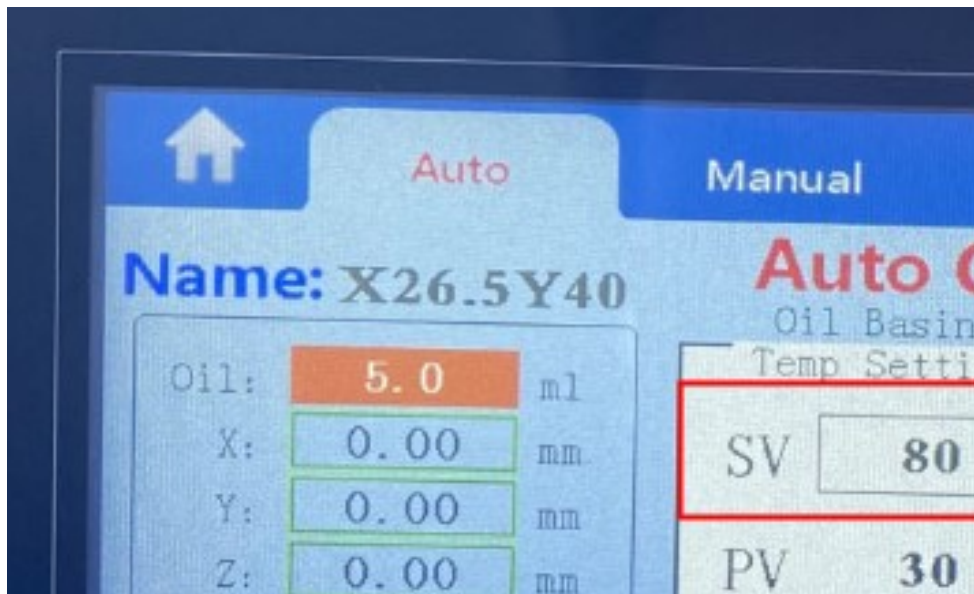 Auto Manual
Name: X26.5Y40
Oil: 5.0 ml
X: 0.00 mm
Y: 0.00 mm
Z: 0.00 mm
Auto
Oil Basin
Temp
SV 80
PV 30